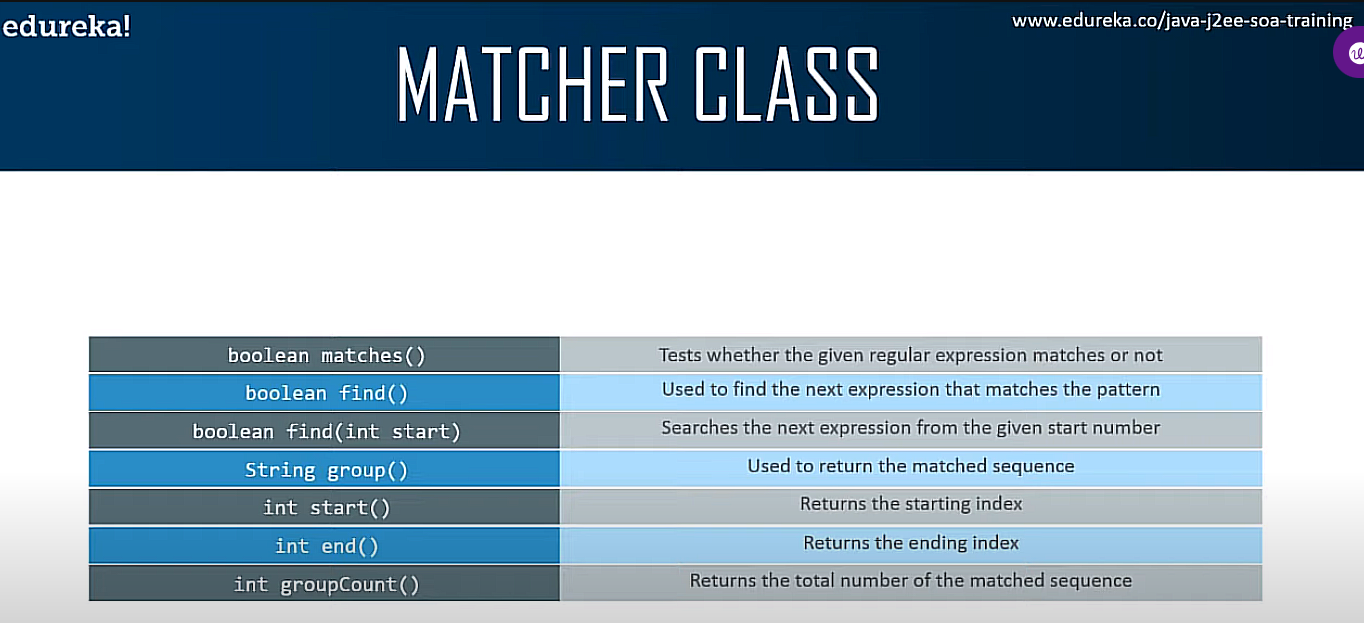 edureka!
www.edureka.co/java-j2ee-soa-training
MATCHER CLASS
boolean matches() Tests whether the given regular expression matches or not
boolean find() Used to find the next expression that matches the pattern
boolean find(int start) Searches the next expression from the given start number
String group() Used to return the matched sequence
int start() Returns the starting index
int end() Returns the ending index
int groupCount() Returns the total number of the matched sequence